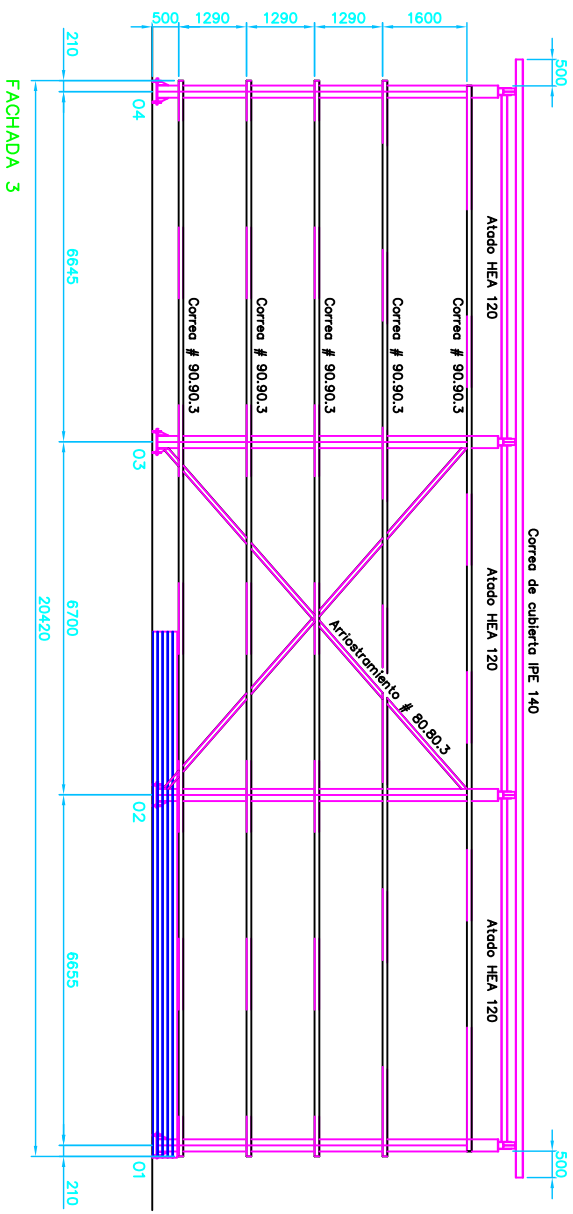 500
500
Correa de cubierta IPE 140
Atado HEA 120
Atado HEA 120
Atado HEA 120
1600
Correa # 90.90.3
1290
Correa # 90.90.3
Arriostramiento # 80.80.3
1290
Correa # 90.90.3
1290
Correa # 90.90.3
500
Correa # 90.90.3
04
03
02
01
210
6645
6700
6655
210
20420
FACHADA 3